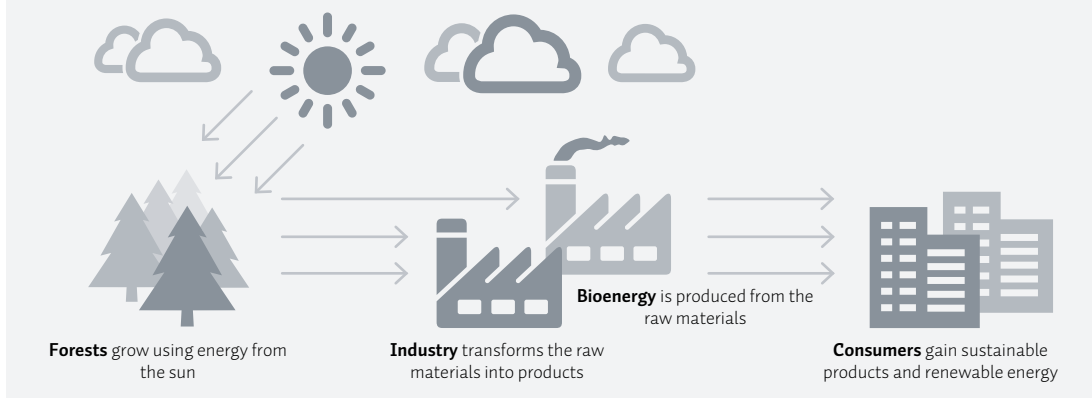 Forests grow using energy from
the sun
Industry transforms the raw
materials into products
Bioenergy is produced from the
raw materials
Consumers gain sustainable
products and renewable energy